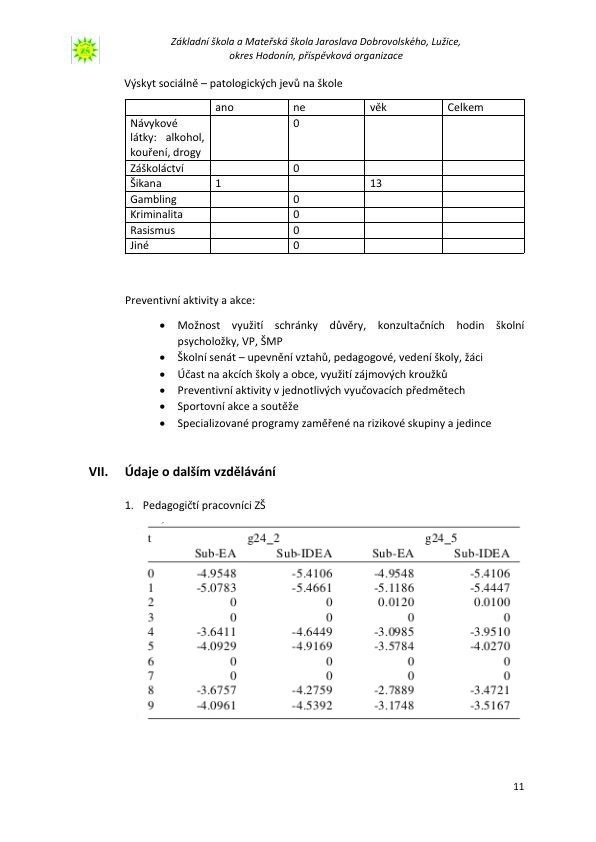 ZŠ
Základní škola a Mateřská škola Jaroslava Dobrovolského, Lužice,
okres Hodonín, příspěvková organizace
Výskyt sociálně – patologických jevů na škole
ano ne věk Celkem
Návykové 0
látky: alkohol,
kouření, drogy
Záškoláctví 0
Šikana 1 13
Gambling 0
Kriminalita 0
Rasismus 0
Jiné 0
Preventivní aktivity a akce:
• Možnost využití schránky důvěry, konzultačních hodin školní
psycholožky, VP, ŠMP
• Školní senát – upevnění vztahů, pedagogové, vedení školy, žáci
• Účast na akcích školy a obce, využití zájmových kroužků
• Preventivní aktivity v jednotlivých vyučovacích předmětech
• Sportovní akce a soutěže
• Specializované programy zaměřené na rizikové skupiny a jedince
VII. Údaje o dalším vzdělávání
1. Pedagogičtí pracovníci ZŠ
t g24_2 g24_5
Sub-EA Sub-IDEA Sub-EA Sub-IDEA
0 -4.9548 -5.4106 -4.9548 -5.4106
1 -5.0783 -5.4661 -5.1186 -5.4447
2 0 0 0.0120 0.0100
3 0 0 0 0
4 -3.6411 -4.6449 -3.0985 -3.9510
5 -4.0929 -4.9169 -3.5784 -4.0270
6 0 0 0 0
7 0 0 0 0
8 -3.6757 -4.2759 -2.7889 -3.4721
9 -4.0961 -4.5392 -3.1748 -3.5167
11